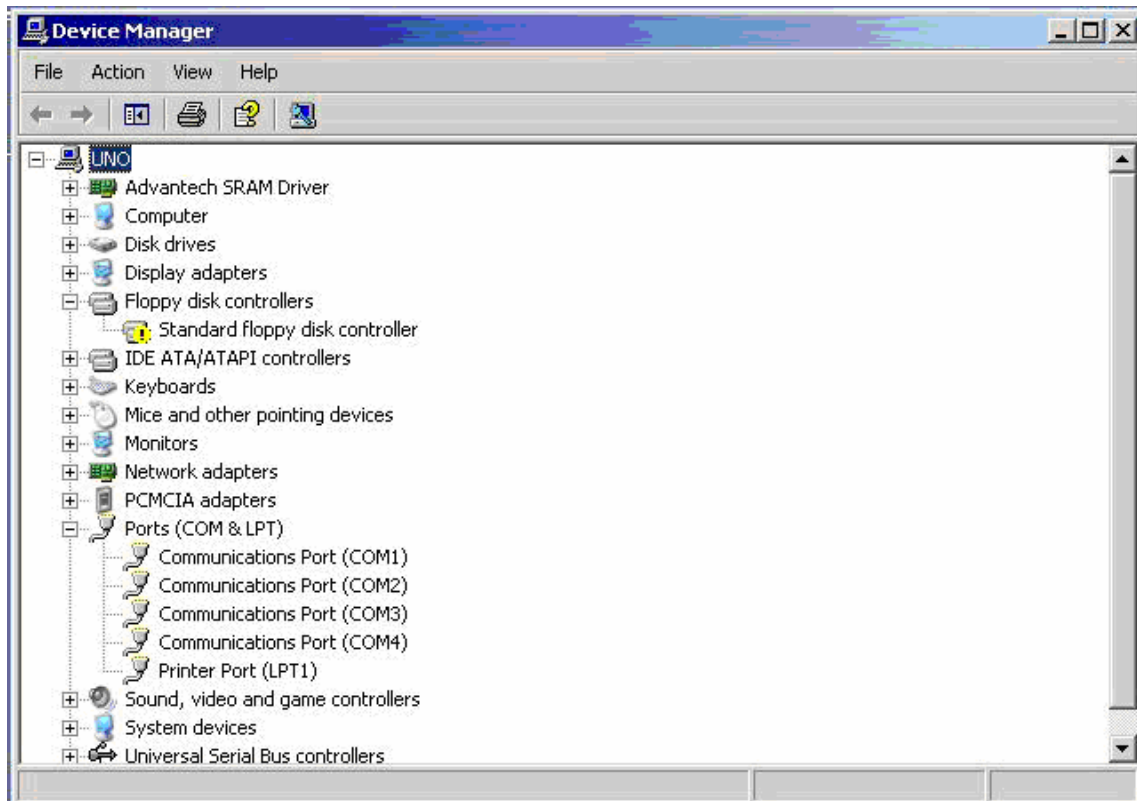 Device Manager
File Action View Help
UNO
Advantech SRAM Driver
Computer
Disk drives
Display adapters
Floppy disk controllers
Standard floppy disk controller
IDE ATA/ATAPI controllers
Keyboards
Mice and other pointing devices
Monitors
Network adapters
PCMCIA adapters
Ports (COM & LPT)
Communications Port (COM1)
Communications Port (COM2)
Communications Port (COM3)
Communications Port (COM4)
Printer Port (LPT1)
Sound, video and game controllers
System devices
Universal Serial Bus controllers